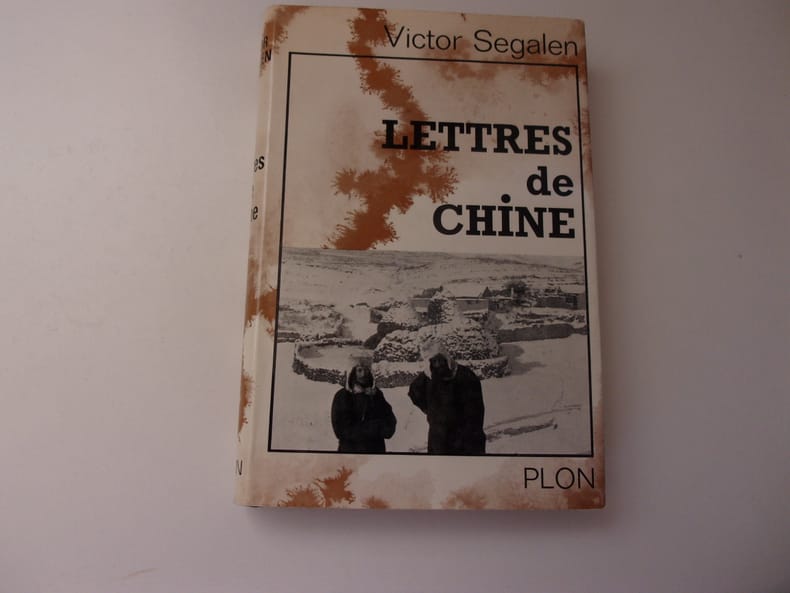 Victor Segalen
LETTRES
de
CHiNE
PLON